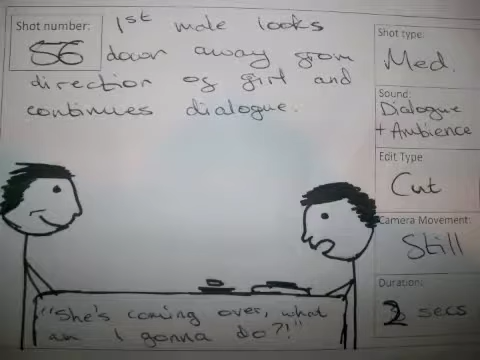 Shot number:
56
1st male looks
down away from
direction of girl and
continues dialogue.
Shot type:
Med.
Sound:
Dialogue
+ Ambience
Edit Type
Cut
Camera Movement:
Still
Duration:
2 secs
"She's coming over, what
am I gonna do?!"